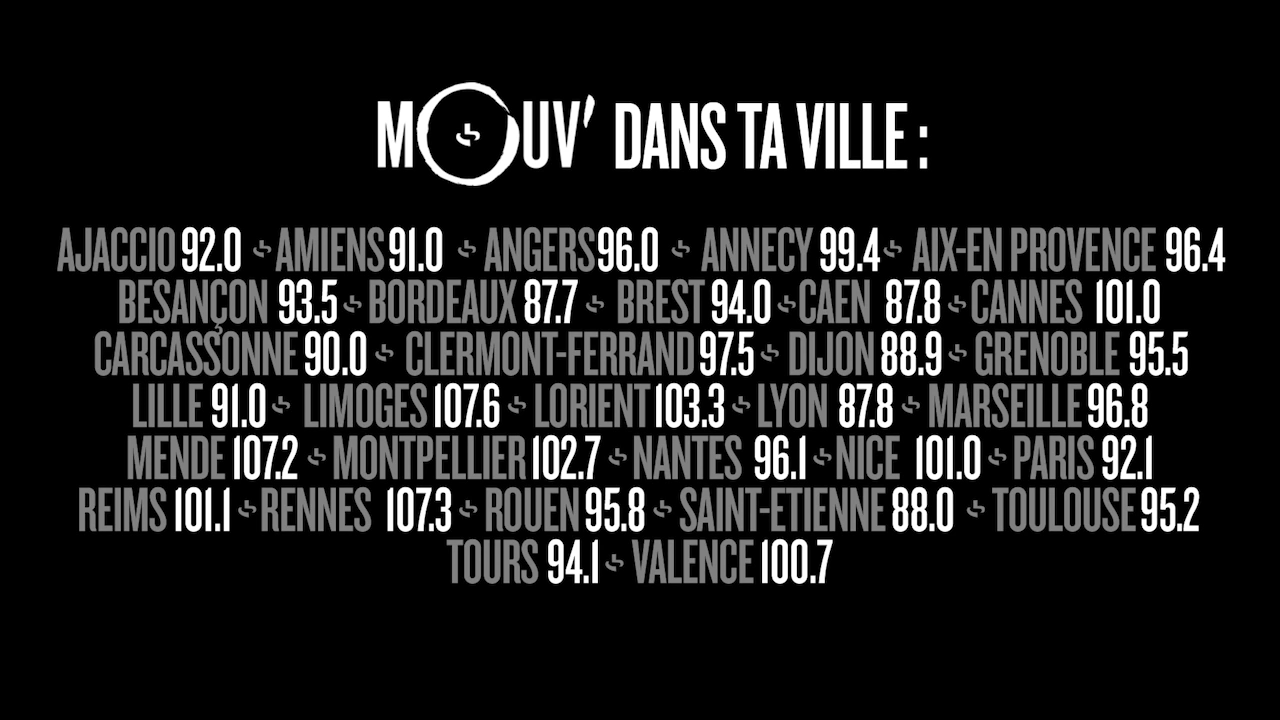 MOUV' DANS TA VILLE :
AJACCIO 92.0 AMIENS 91.0 ANGERS 96.0 ANNECY 99.4 AIX-EN PROVENCE 96.4
BESANÇON 93.5 BORDEAUX 87.7 BREST 94.0 CAEN 87.8 CANNES 101.0
CARCASSONNE 90.0 CLERMONT-FERRAND 97.5 DIJON 88.9 GRENOBLE 95.5
LILLE 91.0 LIMOGES 107.6 LORIENT 103.3 LYON 87.8 MARSEILLE 96.8
MENDE 107.2 MONTPELLIER 102.7 NANTES 96.1 NICE 101.0 PARIS 92.1
REIMS 101.1 RENNES 107.3 ROUEN 95.8 SAINT-ETIENNE 88.0 TOULOUSE 95.2
TOURS 94.1 VALENCE 100.7